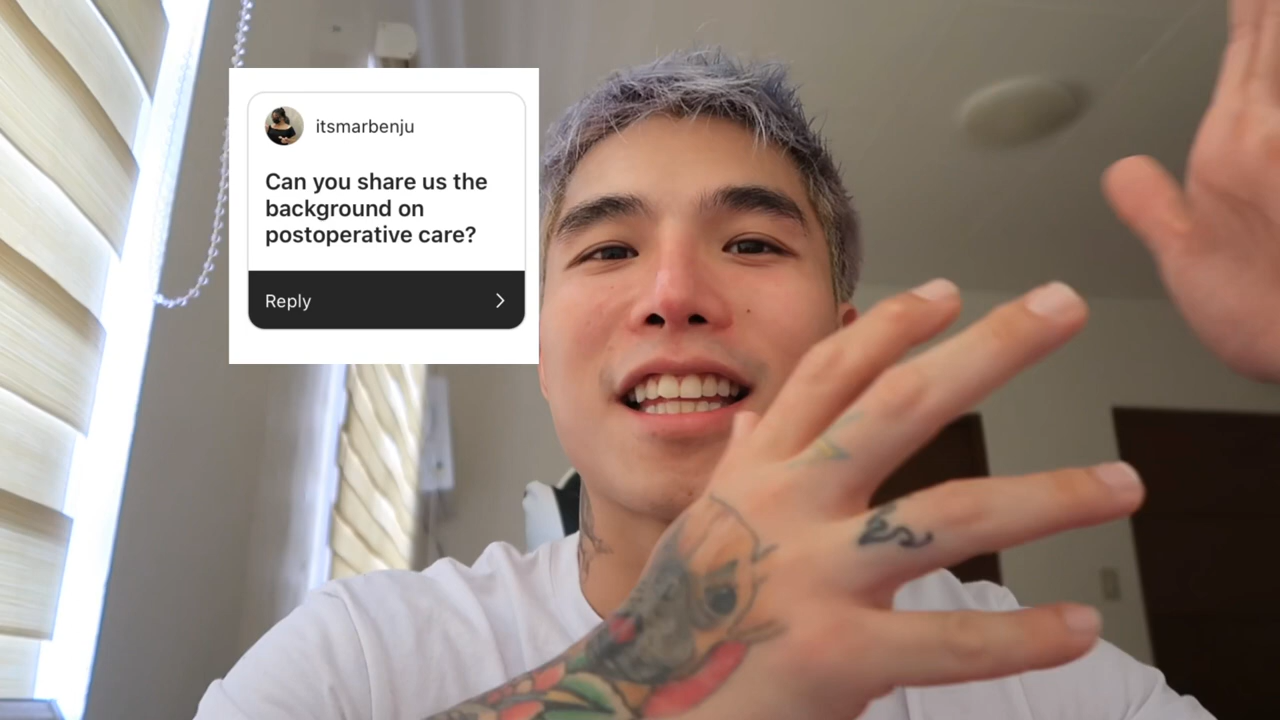 itsmarbenju
Can you share us the
background on
postoperative care?
Reply